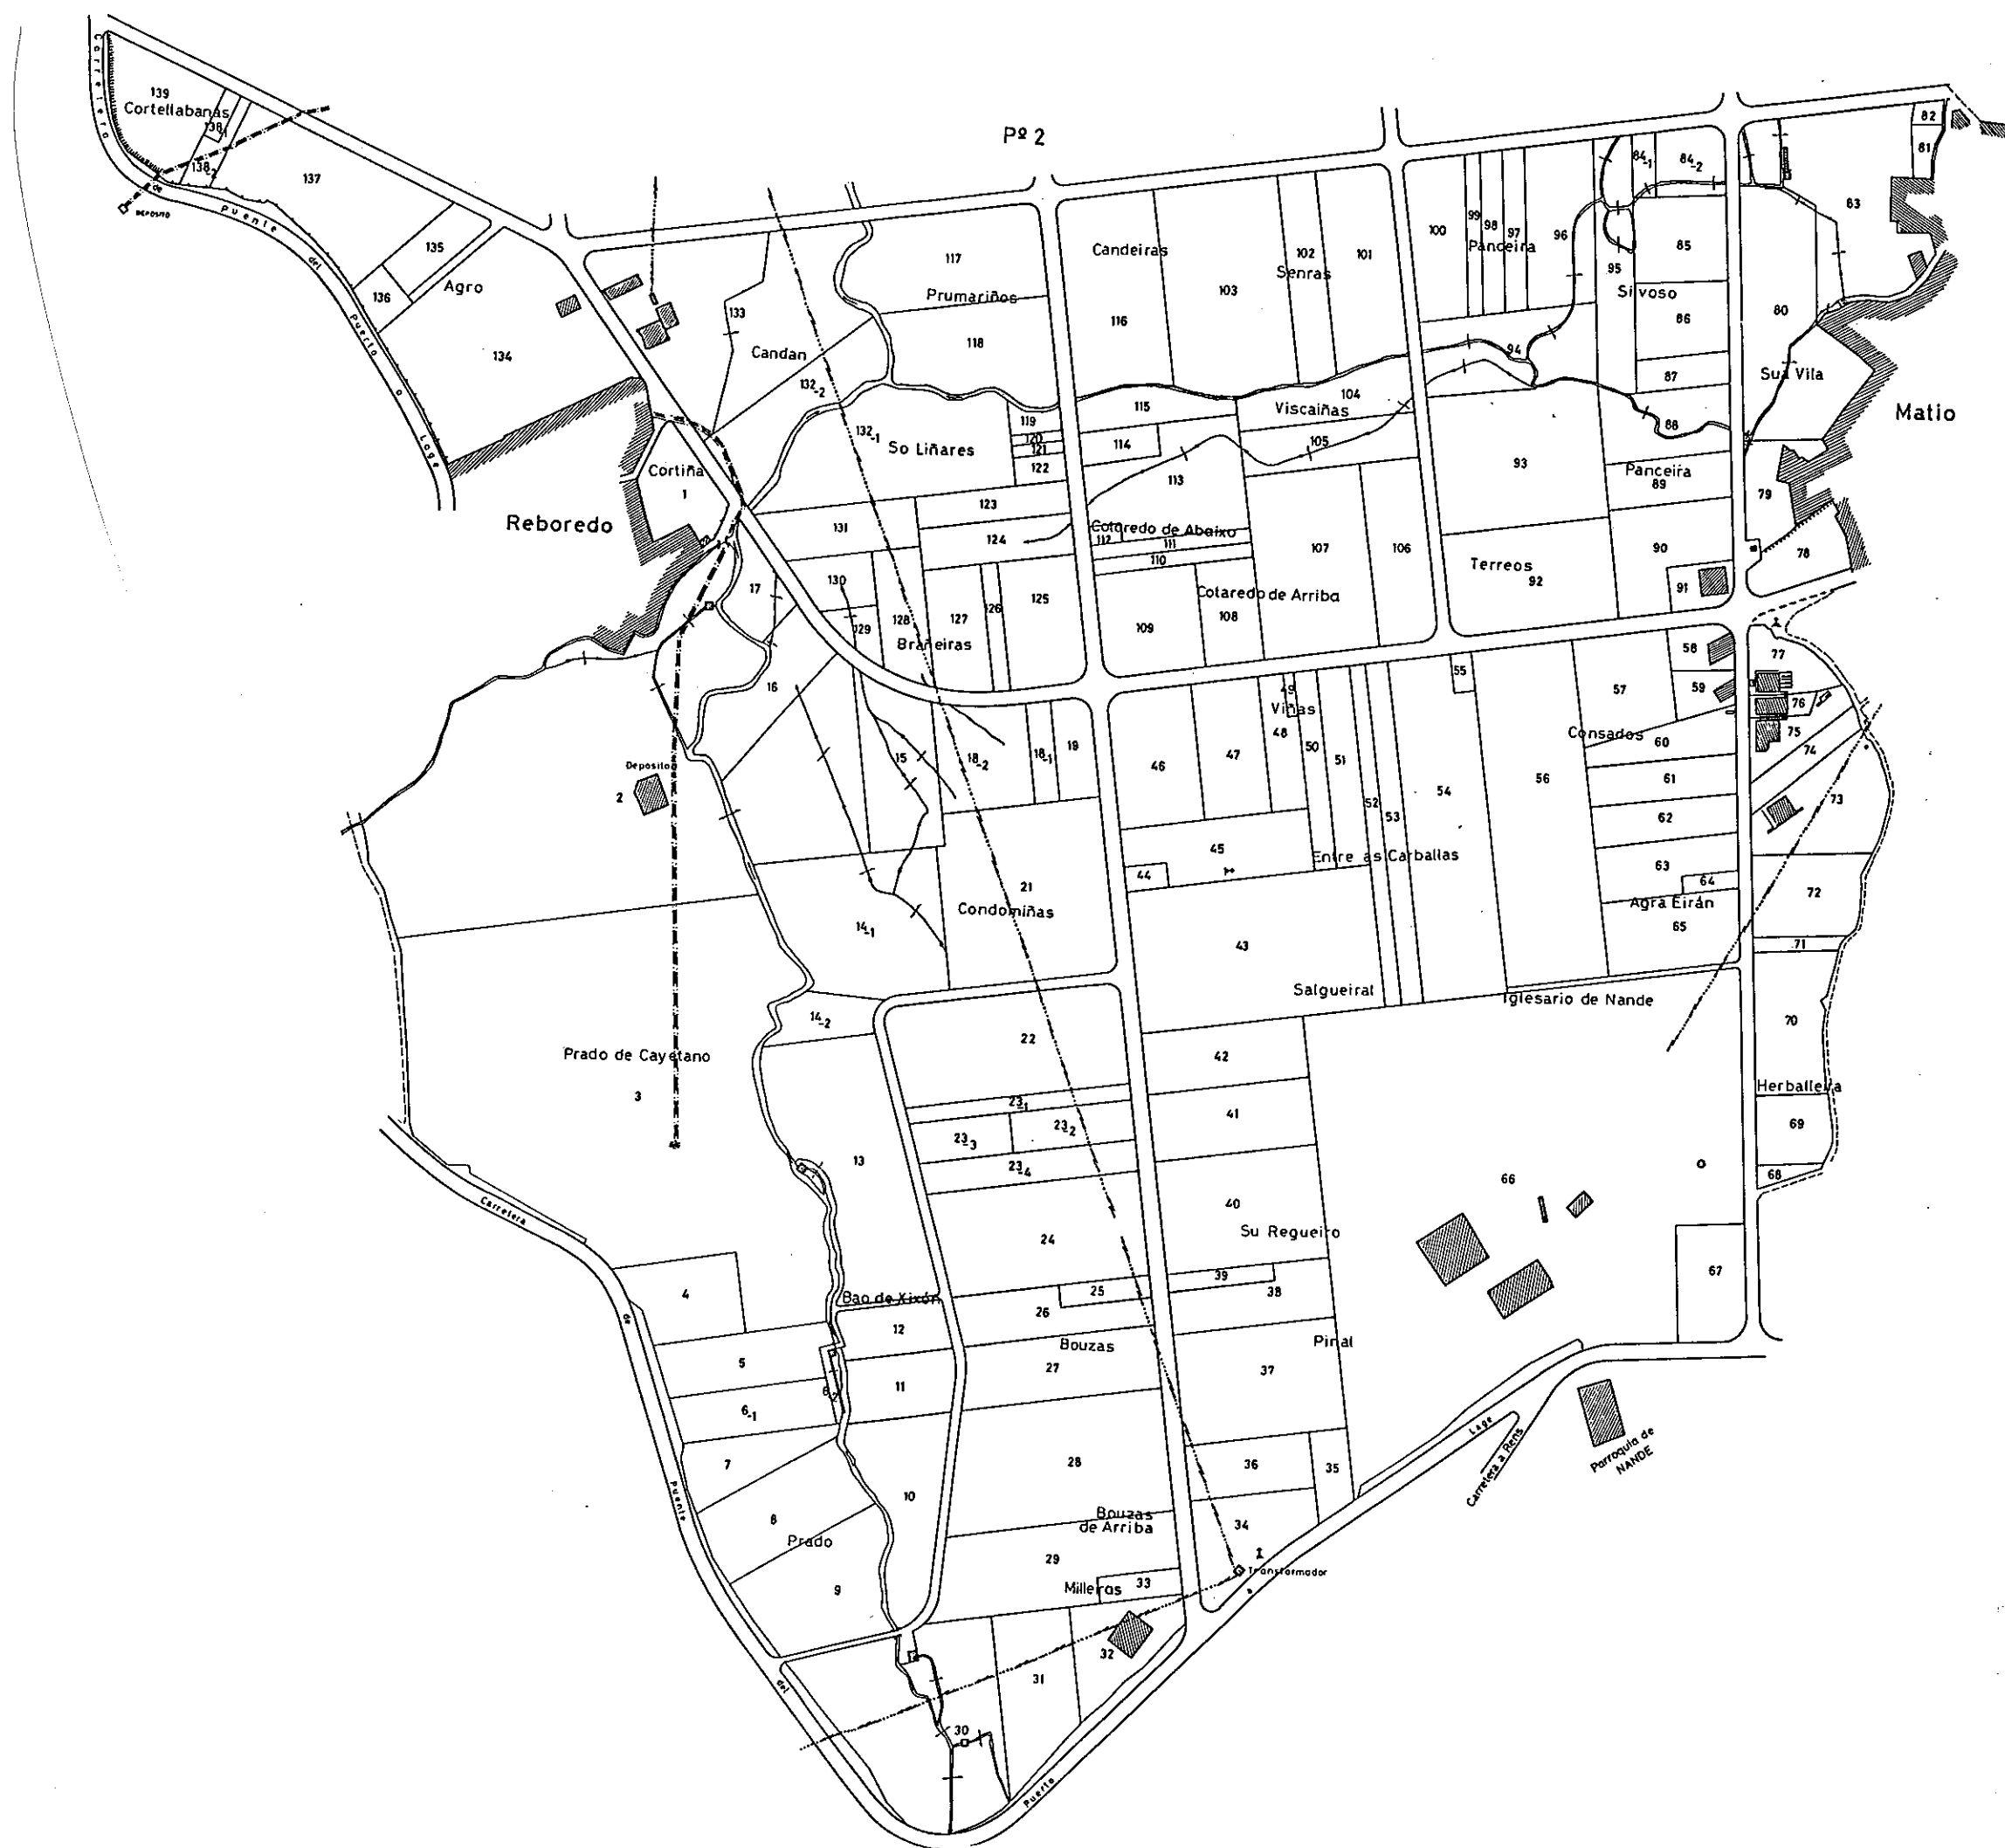 Pº 2
139
Cortellabanas
138-1
138-2
137
DEPOSITO
Carretera
de
Puente
del
Puerto
a
Lage
135
136
Agro
134
133
Candan
132-2
132-1
So Liñares
117
Prumariños
118
Candeiras
116
103
102
Senras
101
100
99
98
97
Panceira
96
84-1
84-2
95
85
Silvoso
86
87
88
83
82
81
80
Sua Vila
Matio
94
104
Viscaiñas
105
115
114
113
119
120
121
122
123
124
131
Cortiña
1
Reboredo
17
130
129
128
127
126
125
Brañeiras
Cotaredo de Abaixo
112
111
110
107
106
Cotaredo de Arriba
109
108
93
Panceira
89
90
91
Terreos
92
79
78
77
76
75
74
73
58
59
57
Consados
60
61
62
63
64
Agra Eirán
65
72
71
70
Herballeira
69
68
16
15
18-2
18-1
19
Deposito
2
46
47
48
49
Viñas
50
51
52
53
54
55
56
45
44
Entre as Carballas
21
Condomiñas
14-1
14-2
43
Salgueiral
Iglesario de Nande
22
42
41
Prado de Cayetano
3
13
23-1
23-2
23-3
23-4
24
40
Su Regueiro
39
38
66
67
4
Bao de Xixón
12
25
26
Bouzas
27
Pinal
37
5
6-1
6-2
11
7
8
Prado
9
10
28
Bouzas
de Arriba
29
Milleros
33
36
35
34
Transformador
32
31
30
Carretera
de
Puente
del
Puerto
a
Lage
Carretera a Rens
Parroquia de
NANDE